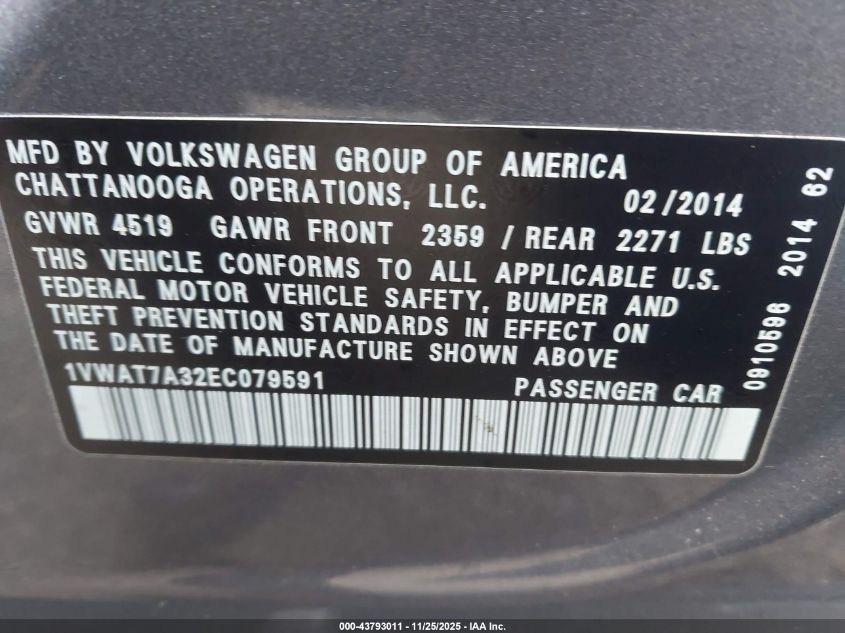 MFD BY VOLKSWAGEN GROUP OF AMERICA
CHATTANOOGA OPERATIONS, LLC. 02/2014
GVWR 4519 GAWR FRONT 2359 / REAR 2271 LBS
THIS VEHICLE CONFORMS TO ALL APPLICABLE U.S.
FEDERAL MOTOR VEHICLE SAFETY, BUMPER AND
THEFT PREVENTION STANDARDS IN EFFECT ON
THE DATE OF MANUFACTURE SHOWN ABOVE
1VWAT7A32EC079591 PASSENGER CAR
0910596 2014 62
000-43793011 - 11/25/2025 - IAA Inc.